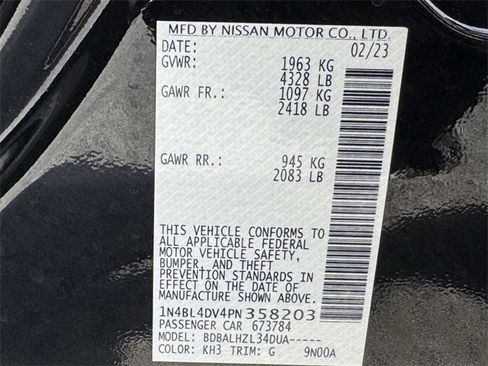 MFD BY NISSAN MOTOR CO., LTD.
DATE: 02/23
GVWR: 1963 KG
4328 LB
GAWR FR.: 1097 KG
2418 LB
GAWR RR.: 945 KG
2083 LB
THIS VEHICLE CONFORMS TO
ALL APPLICABLE FEDERAL
MOTOR VEHICLE SAFETY,
BUMPER, AND THEFT
PREVENTION STANDARDS
IN EFFECT ON THE DATE OF
MANUFACTURE SHOWN ABOVE.
1N4BL4DV4PN358203
PASSENGER CAR 673784
MODEL: BDBALHZL34DUA-----
COLOR: KH3 TRIM: G 9N00A